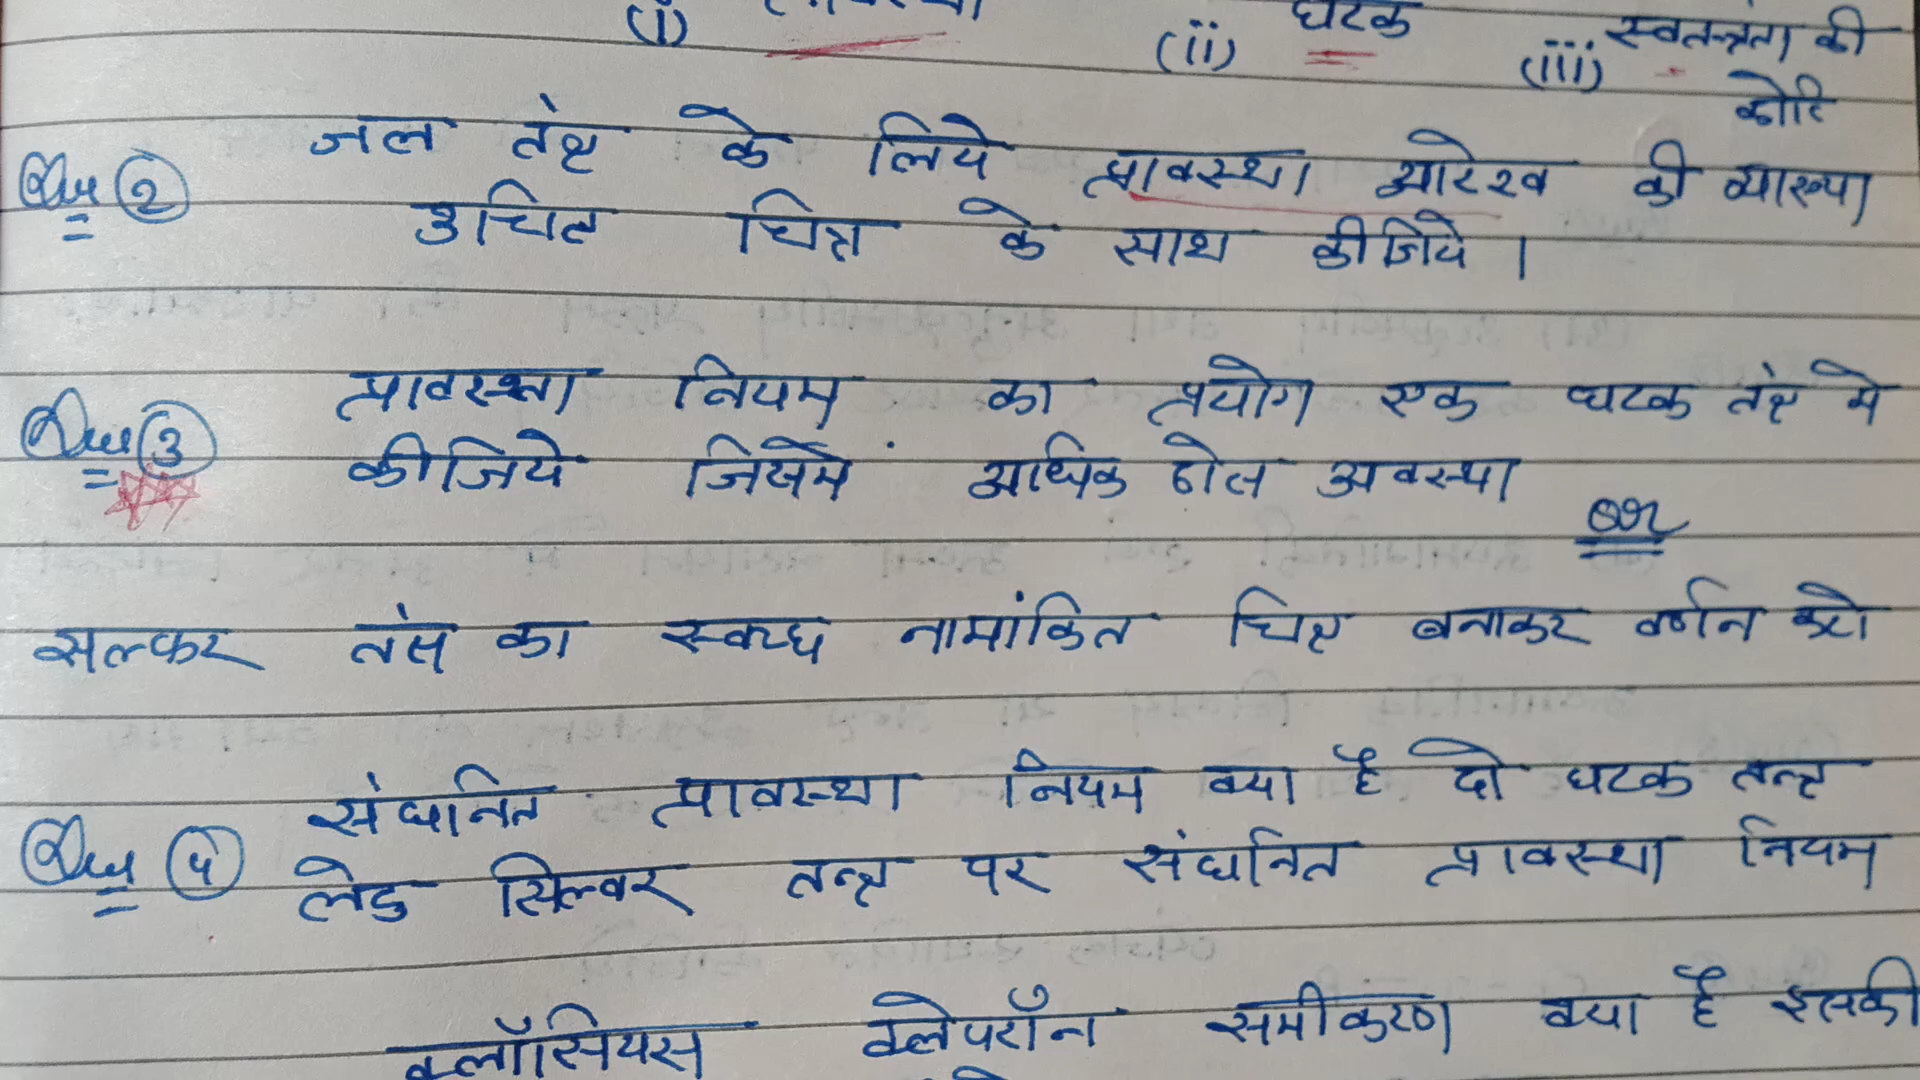 (i) (ii) घटक (iii) स्वतन्त्रता की
कोटि
Que ② जल तंत्र के लिये प्रावस्था आरेख की व्याख्या
उचित चित्र के साथ कीजिये ।
Que ③ प्रावस्था नियम का प्रयोग एक घटक तंत्र मे
कीजिये जिसमें आधिक ठोस अवस्था
or
सल्फर तंत्र का स्वच्छ नामांकित चित्र बनाकर वर्णन करो
Que ④ संघनित प्रावस्था नियम क्या है दो घटक तन्त्र
लेड सिल्वर तन्त्र पर संघनित प्रावस्था नियम
क्लॉसियस क्लेपरॉन समीकरण क्या है इसकी